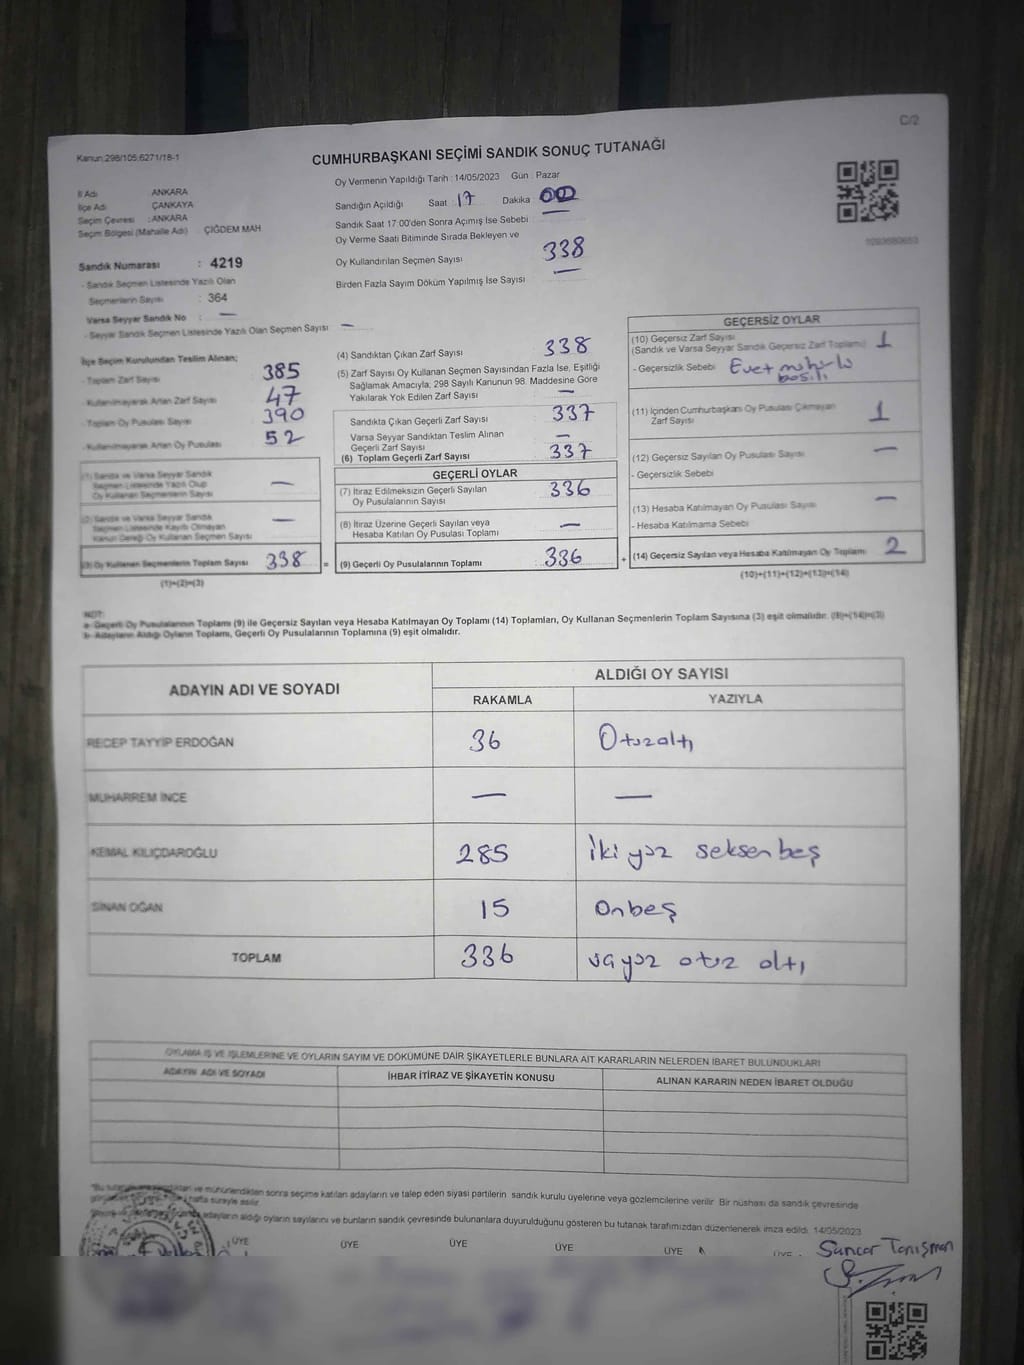 C/2
Kanun:298/105;6271/18-1
CUMHURBAŞKANI SEÇİMİ SANDIK SONUÇ TUTANAĞI
İl Adı : ANKARA
İlçe Adı : ÇANKAYA
Seçim Çevresi : ANKARA
Seçim Bölgesi (Mahalle Adı) : ÇİĞDEM MAH
Oy Vermenin Yapıldığı Tarih : 14/05/2023 Gün : Pazar
Sandığın Açıldığı Saat 17 Dakika 00
Sandık Saat 17:00'den Sonra Açılmış İse Sebebi —
Oy Verme Saati Bitiminde Sırada Bekleyen ve
Oy Kullandırılan Seçmen Sayısı 338
Birden Fazla Sayım Döküm Yapılmış İse Sayısı —
Sandık Numarası : 4219
- Sandık Seçmen Listesinde Yazılı Olan
Seçmenlerin Sayısı : 364
Varsa Seyyar Sandık No : —
- Seyyar Sandık Seçmen Listesinde Yazılı Olan Seçmen Sayısı —
İlçe Seçim Kurulundan Teslim Alınan;
- Toplam Zarf Sayısı 385
- Kullanılmayarak Artan Zarf Sayısı 47
- Toplam Oy Pusulası Sayısı 390
- Kullanılmayarak Artan Oy Pusulası 52
(1) Sandık ve Varsa Seyyar Sandık
Seçmen Listesinde Yazılı Olup
Oy Kullanan Seçmenlerin Sayısı —
(2) Sandık ve Varsa Seyyar Sandık
Seçmen Listesinde Kayıtlı Olmayan
Kanun Gereği Oy Kullanan Seçmen Sayısı —
(3) Oy Kullanan Seçmenlerin Toplam Sayısı 338
(1)+(2)=(3)
(4) Sandıktan Çıkan Zarf Sayısı 338
(5) Zarf Sayısı Oy Kullanan Seçmen Sayısından Fazla İse, Eşitliği
Sağlamak Amacıyla; 298 Sayılı Kanunun 98. Maddesine Göre
Yakılarak Yok Edilen Zarf Sayısı —
Sandıkta Çıkan Geçerli Zarf Sayısı 337
Varsa Seyyar Sandıktan Teslim Alınan
Geçerli Zarf Sayısı —
(6) Toplam Geçerli Zarf Sayısı 337
GEÇERLİ OYLAR
(7) İtiraz Edilmeksizin Geçerli Sayılan
Oy Pusulalarının Sayısı 336
(8) İtiraz Üzerine Geçerli Sayılan veya
Hesaba Katılan Oy Pusulası Toplamı —
= (9) Geçerli Oy Pusulalarının Toplamı 336
GEÇERSİZ OYLAR
(10) Geçersiz Zarf Sayısı
(Sandık ve Varsa Seyyar Sandık Geçersiz Zarf Toplamı) 1
- Geçersizlik Sebebi Evet mühürlü
basılı
(11) İçinden Cumhurbaşkanı Oy Pusulası Çıkmayan
Zarf Sayısı 1
(12) Geçersiz Sayılan Oy Pusulası Sayısı —
- Geçersizlik Sebebi
(13) Hesaba Katılmayan Oy Pusulası Sayısı —
- Hesaba Katılmama Sebebi
+ (14) Geçersiz Sayılan veya Hesaba Katılmayan Oy Toplamı 2
(10)+(11)+(12)+(13)=(14)
NOT:
a- Geçerli Oy Pusulalarının Toplamı (9) ile Geçersiz Sayılan veya Hesaba Katılmayan Oy Toplamı (14) Toplamları, Oy Kullanan Seçmenlerin Toplam Sayısına (3) eşit olmalıdır. (9)+(14)=(3)
b- Adayların Aldığı Oyların Toplamı, Geçerli Oy Pusulalarının Toplamına (9) eşit olmalıdır.
ADAYIN ADI VE SOYADI
ALDIĞI OY SAYISI
RAKAMLA YAZIYLA
RECEP TAYYİP ERDOĞAN 36 Otuzaltı
MUHARREM İNCE — —
KEMAL KILIÇDAROĞLU 285 İki yüz seksen beş
SİNAN OĞAN 15 Onbeş
TOPLAM 336 üçyüz otuz altı
OYLAMA İŞ VE İŞLEMLERİNE VE OYLARIN SAYIM VE DÖKÜMÜNE DAİR ŞİKAYETLERLE BUNLARA AİT KARARLARIN NELERDEN İBARET BULUNDUKLARI
ADAYIN ADI VE SOYADI İHBAR İTİRAZ VE ŞİKAYETİN KONUSU ALINAN KARARIN NEDEN İBARET OLDUĞU
ve mühürlendikten sonra seçime katılan adayların ve talep eden siyasi partilerin sandık kurulu üyelerine veya gözlemcilerine verilir. Bir nüshası da sandık çevresinde
hafta süreyle asılır.
adayların aldığı oyların sayılarını ve bunların sandık çevresinde bulunanlara duyurulduğunu gösteren bu tutanak tarafımızdan düzenlenerek imza edildi. 14/05/2023
ÜYE ÜYE ÜYE ÜYE ÜYE ÜYE
Suncar Tanışman